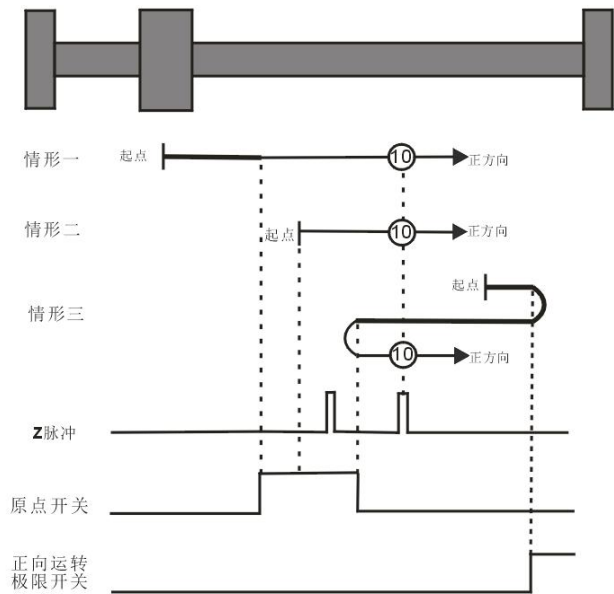 情形一 起点 10 正方向
情形二 起点 10 正方向
起点
情形三
10 正方向
Z脉冲
原点开关
正向运转
极限开关